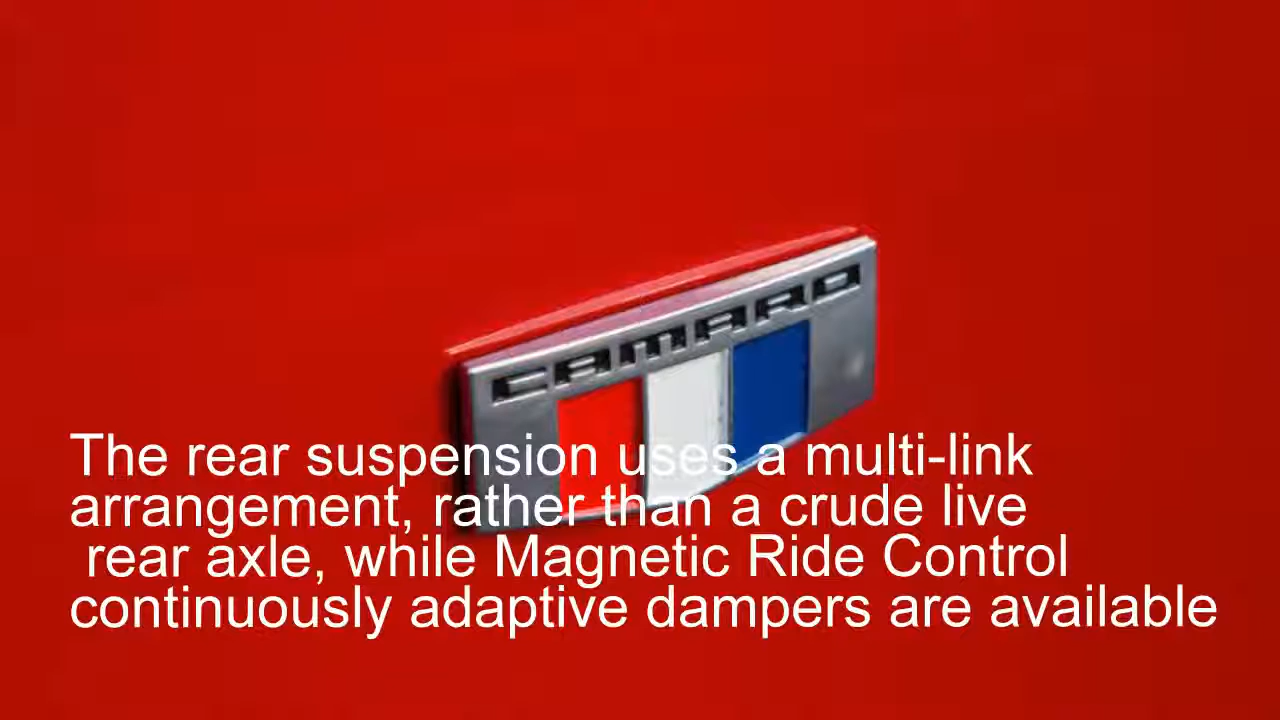 CAMARO
The rear suspension uses a multi-link
arrangement, rather than a crude live
rear axle, while Magnetic Ride Control
continuously adaptive dampers are available